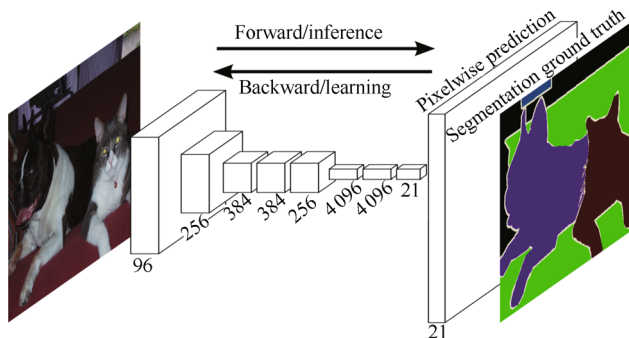 Forward/inference
Backward/learning
Pixelwise prediction
Segmentation ground truth
96
256
384
384
256
4 096
4 096
21
21